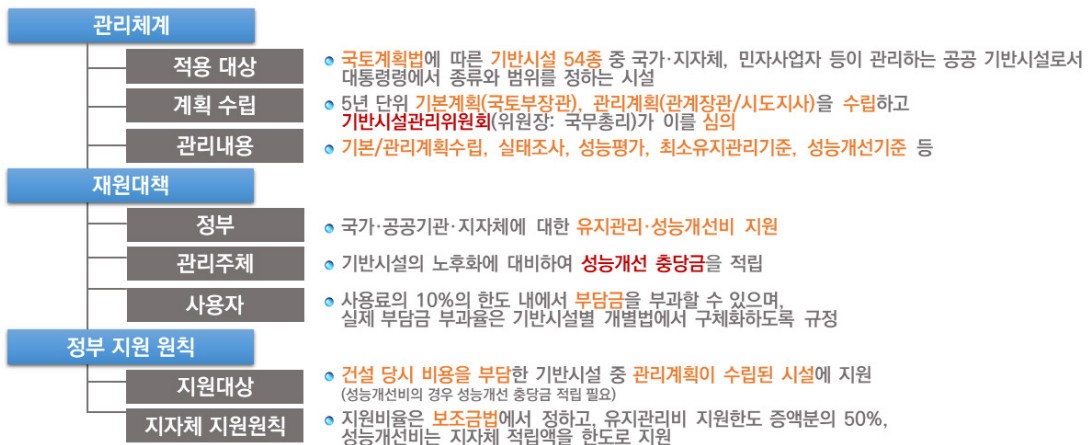 관리체계
적용 대상
국토계획법에 따른 기반시설 54종 중 국가·지자체, 민자사업자 등이 관리하는 공공 기반시설로서
대통령령에서 종류와 범위를 정하는 시설
계획 수립
5년 단위 기본계획(국토부장관), 관리계획(관계장관/시도지사)을 수립하고
기반시설관리위원회(위원장: 국무총리)가 이를 심의
관리내용
기본/관리계획수립, 실태조사, 성능평가, 최소유지관리기준, 성능개선기준 등
재원대책
정부
국가·공공기관·지자체에 대한 유지관리·성능개선비 지원
관리주체
기반시설의 노후화에 대비하여 성능개선 충당금을 적립
사용자
사용료의 10%의 한도 내에서 부담금을 부과할 수 있으며,
실제 부담금 부과율은 기반시설별 개별법에서 구체화하도록 규정
정부 지원 원칙
지원대상
건설 당시 비용을 부담한 기반시설 중 관리계획이 수립된 시설에 지원
(성능개선비의 경우 성능개선 충당금 적립 필요)
지자체 지원원칙
지원비율은 보조금법에서 정하고, 유지관리비 지원한도 증액분의 50%,
성능개선비는 지자체 적립액을 한도로 지원